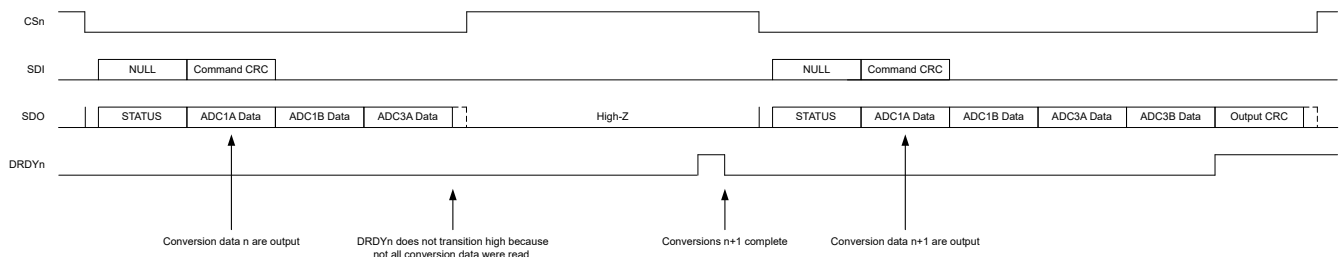 CSn
SDI
NULL
Command CRC
NULL
Command CRC
SDO
STATUS
ADC1A Data
ADC1B Data
ADC3A Data
High-Z
STATUS
ADC1A Data
ADC1B Data
ADC3A Data
ADC3B Data
Output CRC
DRDYn
Conversion data n are output
DRDYn does not transition high because
not all conversion data were read
Conversions n+1 complete
Conversion data n+1 are output